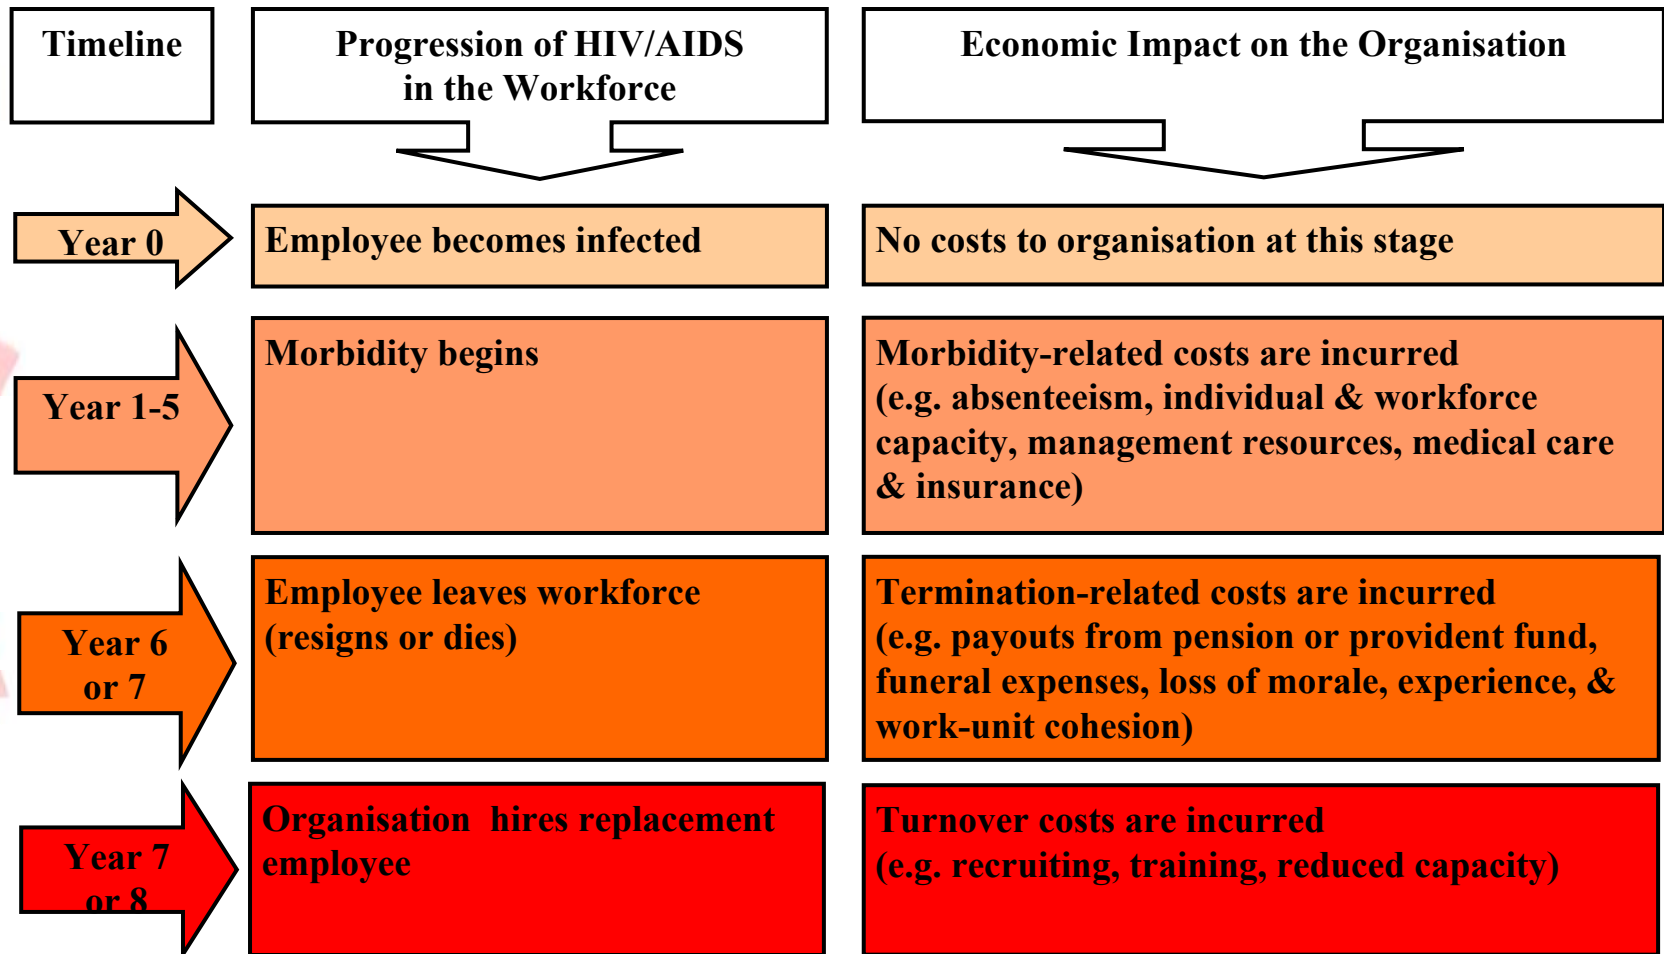 Timeline
Progression of HIV/AIDS
in the Workforce
Economic Impact on the Organisation
Year 0
Employee becomes infected
No costs to organisation at this stage
Year 1-5
Morbidity begins
Morbidity-related costs are incurred
(e.g. absenteeism, individual & workforce
capacity, management resources, medical care
& insurance)
Year 6
or 7
Employee leaves workforce
(resigns or dies)
Termination-related costs are incurred
(e.g. payouts from pension or provident fund,
funeral expenses, loss of morale, experience, &
work-unit cohesion)
Year 7
or 8
Organisation  hires replacement
employee
Turnover costs are incurred
(e.g. recruiting, training, reduced capacity)